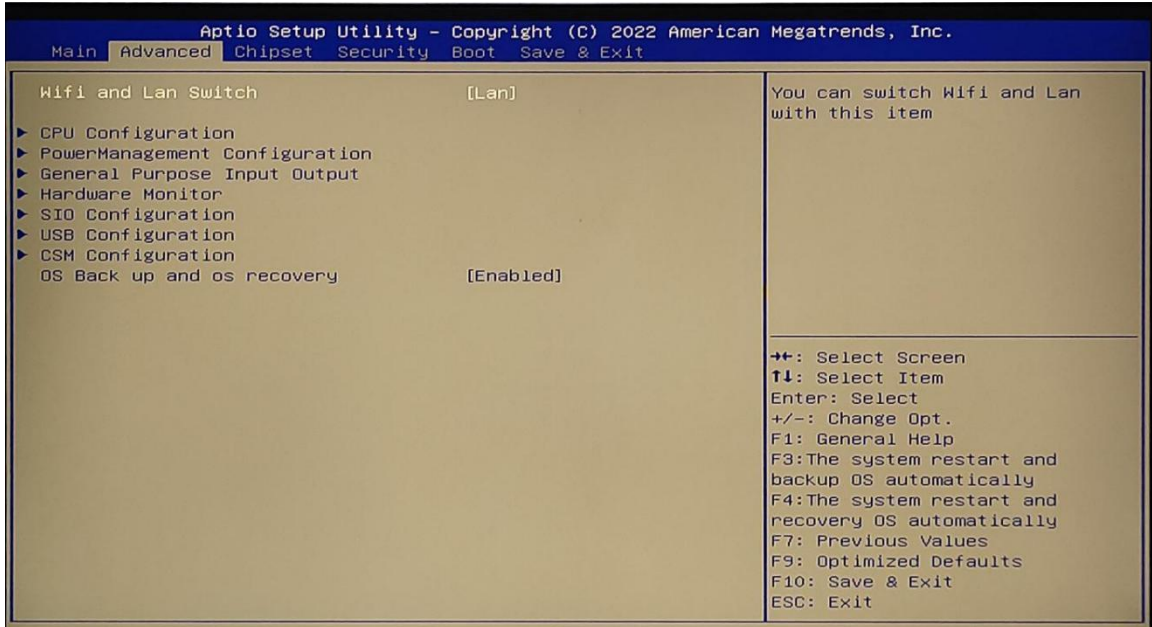 Aptio Setup Utility – Copyright (C) 2022 American Megatrends, Inc.
Main Advanced Chipset Security Boot Save & Exit
Wifi and Lan Switch [Lan]
► CPU Configuration
► PowerManagement Configuration
► General Purpose Input Output
► Hardware Monitor
► SIO Configuration
► USB Configuration
► CSM Configuration
OS Back up and os recovery [Enabled]
You can switch Wifi and Lan
with this item
→←: Select Screen
↑↓: Select Item
Enter: Select
+/-: Change Opt.
F1: General Help
F3:The system restart and
backup OS automatically
F4:The system restart and
recovery OS automatically
F7: Previous Values
F9: Optimized Defaults
F10: Save & Exit
ESC: Exit